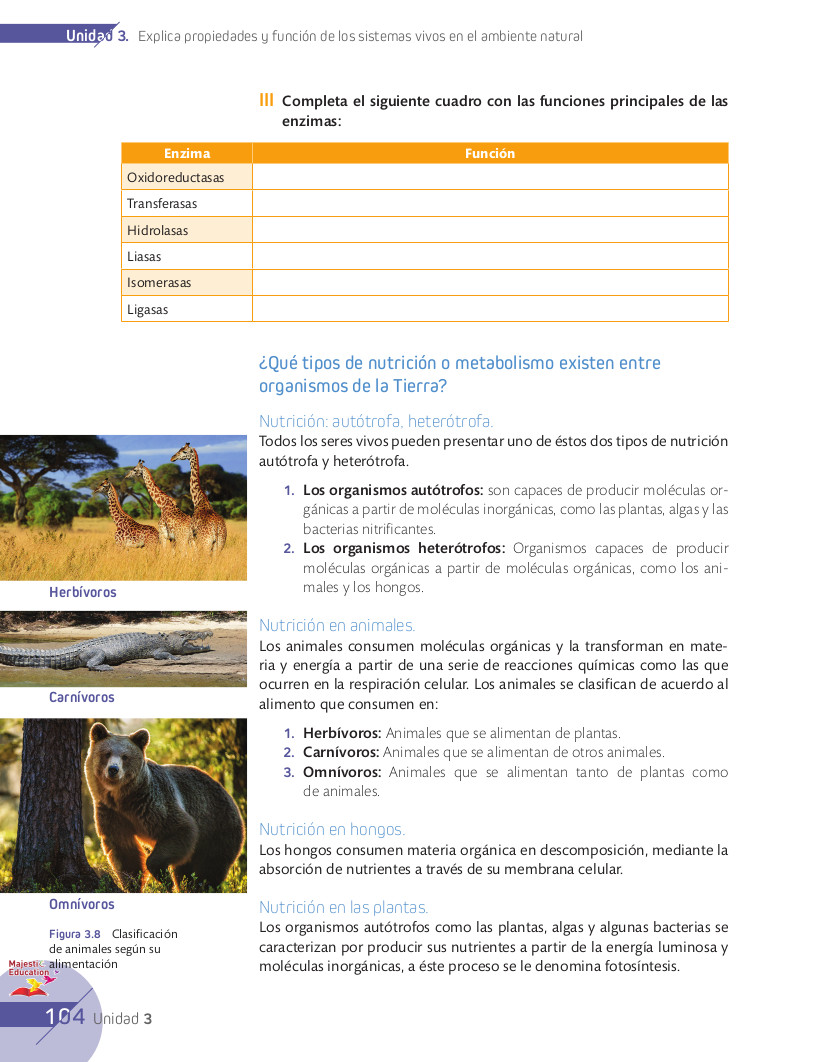 Unidad 3. Explica propiedades y función de los sistemas vivos en el ambiente natural
III Completa el siguiente cuadro con las funciones principales de las
enzimas:
Enzima Función
Oxidoreductasas
Transferasas
Hidrolasas
Liasas
Isomerasas
Ligasas
¿Qué tipos de nutrición o metabolismo existen entre
organismos de la Tierra?
Nutrición: autótrofa, heterótrofa.
Todos los seres vivos pueden presentar uno de éstos dos tipos de nutrición
autótrofa y heterótrofa.
1. Los organismos autótrofos: son capaces de producir moléculas or-
gánicas a partir de moléculas inorgánicas, como las plantas, algas y las
bacterias nitrificantes.
2. Los organismos heterótrofos: Organismos capaces de producir
moléculas orgánicas a partir de moléculas orgánicas, como los ani-
males y los hongos.
Nutrición en animales.
Los animales consumen moléculas orgánicas y la transforman en mate-
ria y energía a partir de una serie de reacciones químicas como las que
ocurren en la respiración celular. Los animales se clasifican de acuerdo al
alimento que consumen en:
1. Herbívoros: Animales que se alimentan de plantas.
2. Carnívoros: Animales que se alimentan de otros animales.
3. Omnívoros: Animales que se alimentan tanto de plantas como
de animales.
Nutrición en hongos.
Los hongos consumen materia orgánica en descomposición, mediante la
absorción de nutrientes a través de su membrana celular.
Nutrición en las plantas.
Los organismos autótrofos como las plantas, algas y algunas bacterias se
caracterizan por producir sus nutrientes a partir de la energía luminosa y
moléculas inorgánicas, a éste proceso se le denomina fotosíntesis.
Herbívoros
Carnívoros
Omnívoros
Figura 3.8 Clasificación
de animales según su
alimentación
Majestic
Education
104 Unidad 3